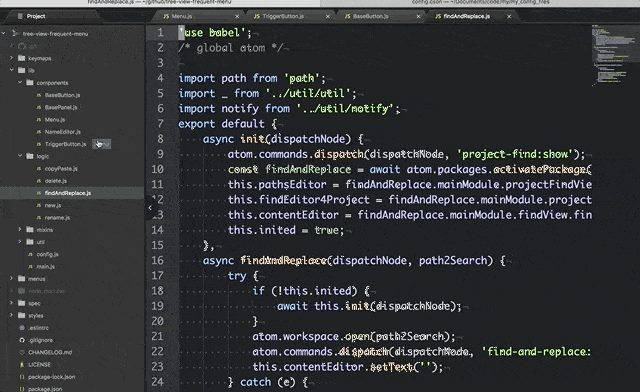 findAndReplace.js — ~/github/tree-view-frequent-menu
config.cson — ~/Documents/code/my/my_config_files
Project
Menu.js
TriggerButton.js
BaseButton.js
findAndReplace.js
tree-view-frequent-menu
.git
keymaps
lib
components
BaseButton.js
BasePanel.js
Menu.js
NameEditor.js
TriggerButton.js
logic
copyPaste.js
delete.js
findAndReplace.js
new.js
rename.js
mixins
util
config.js
main.js
menus
node_modules
spec
styles
.eslintrc
.gitignore
CHANGELOG.md
LICENSE
package-lock.json
package.json
1 'use babel';
2 /* global atom */
3
4 import path from 'path';
5 import _ from '../util/util';
6 import notify from '../util/notify';
7 export default {
8 async init(dispatchNode) {
9 atom.commands.dispatch(dispatchNode, 'project-find:show');
10 const findAndReplace = await atom.packages.activatePackage(
11 this.pathsEditor = findAndReplace.mainModule.projectFindVie
12 this.findEditor4Project = findAndReplace.mainModule.project
13 this.contentEditor = findAndReplace.mainModule.findView.fin
14 this.inited = true;
15 },
16 async findAndReplace(dispatchNode, path2Search) {
17 try {
18 if (!this.inited) {
19 await this.init(dispatchNode);
20 }
21 atom.workspace.open(path2Search);
22 atom.commands.dispatch(dispatchNode, 'find-and-replace:
23 this.contentEditor.setText('');
24 } catch (e) {